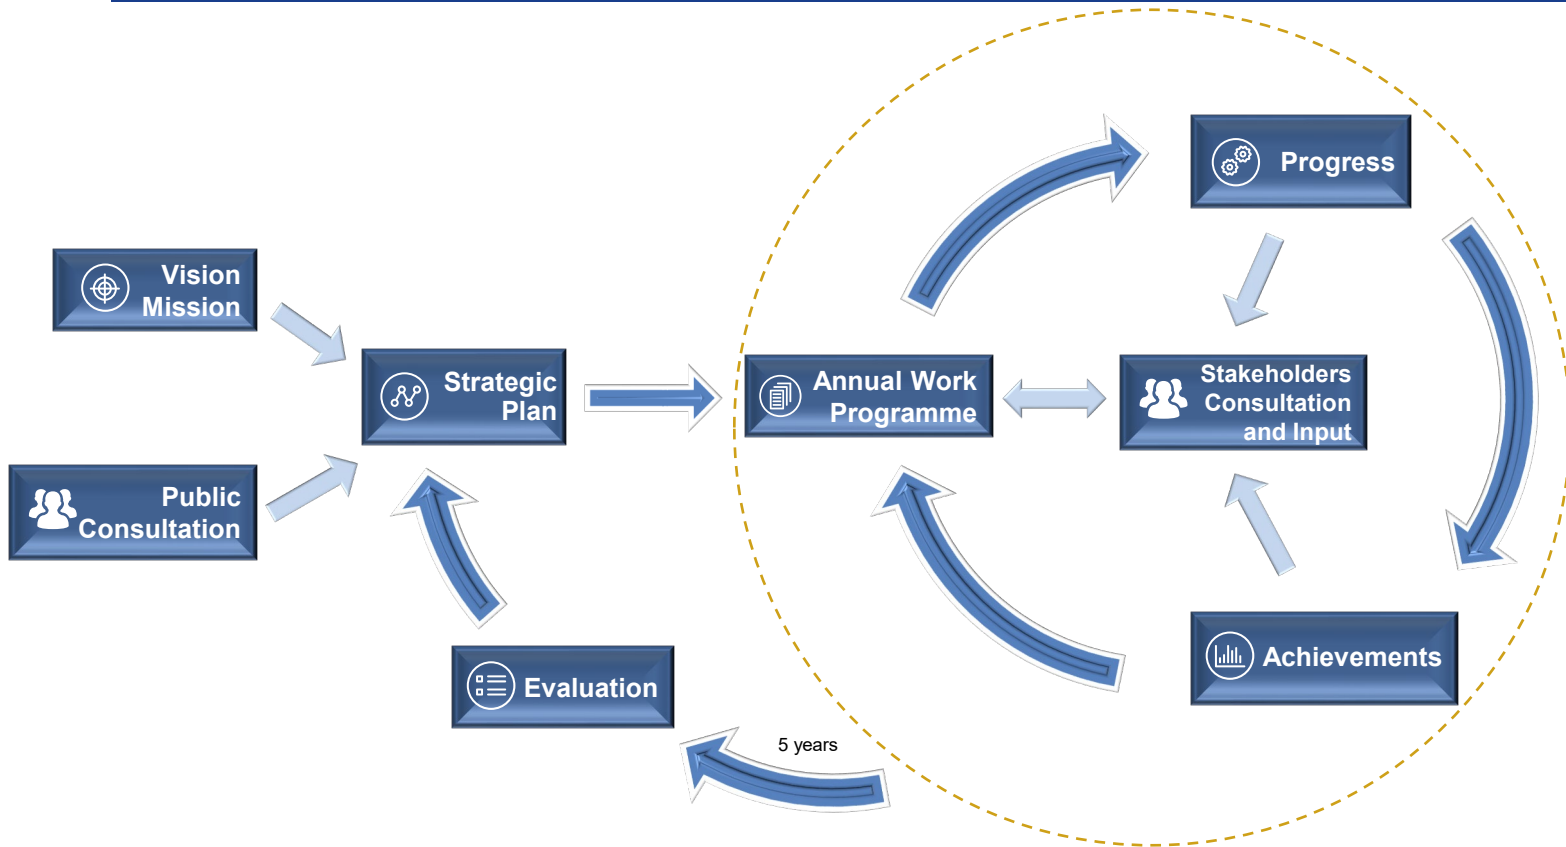 Progress
Vision
Mission
Strategic
Plan
Annual Work
Programme
Stakeholders
Consultation
and Input
Public
Consultation
Evaluation
Achievements
5 years